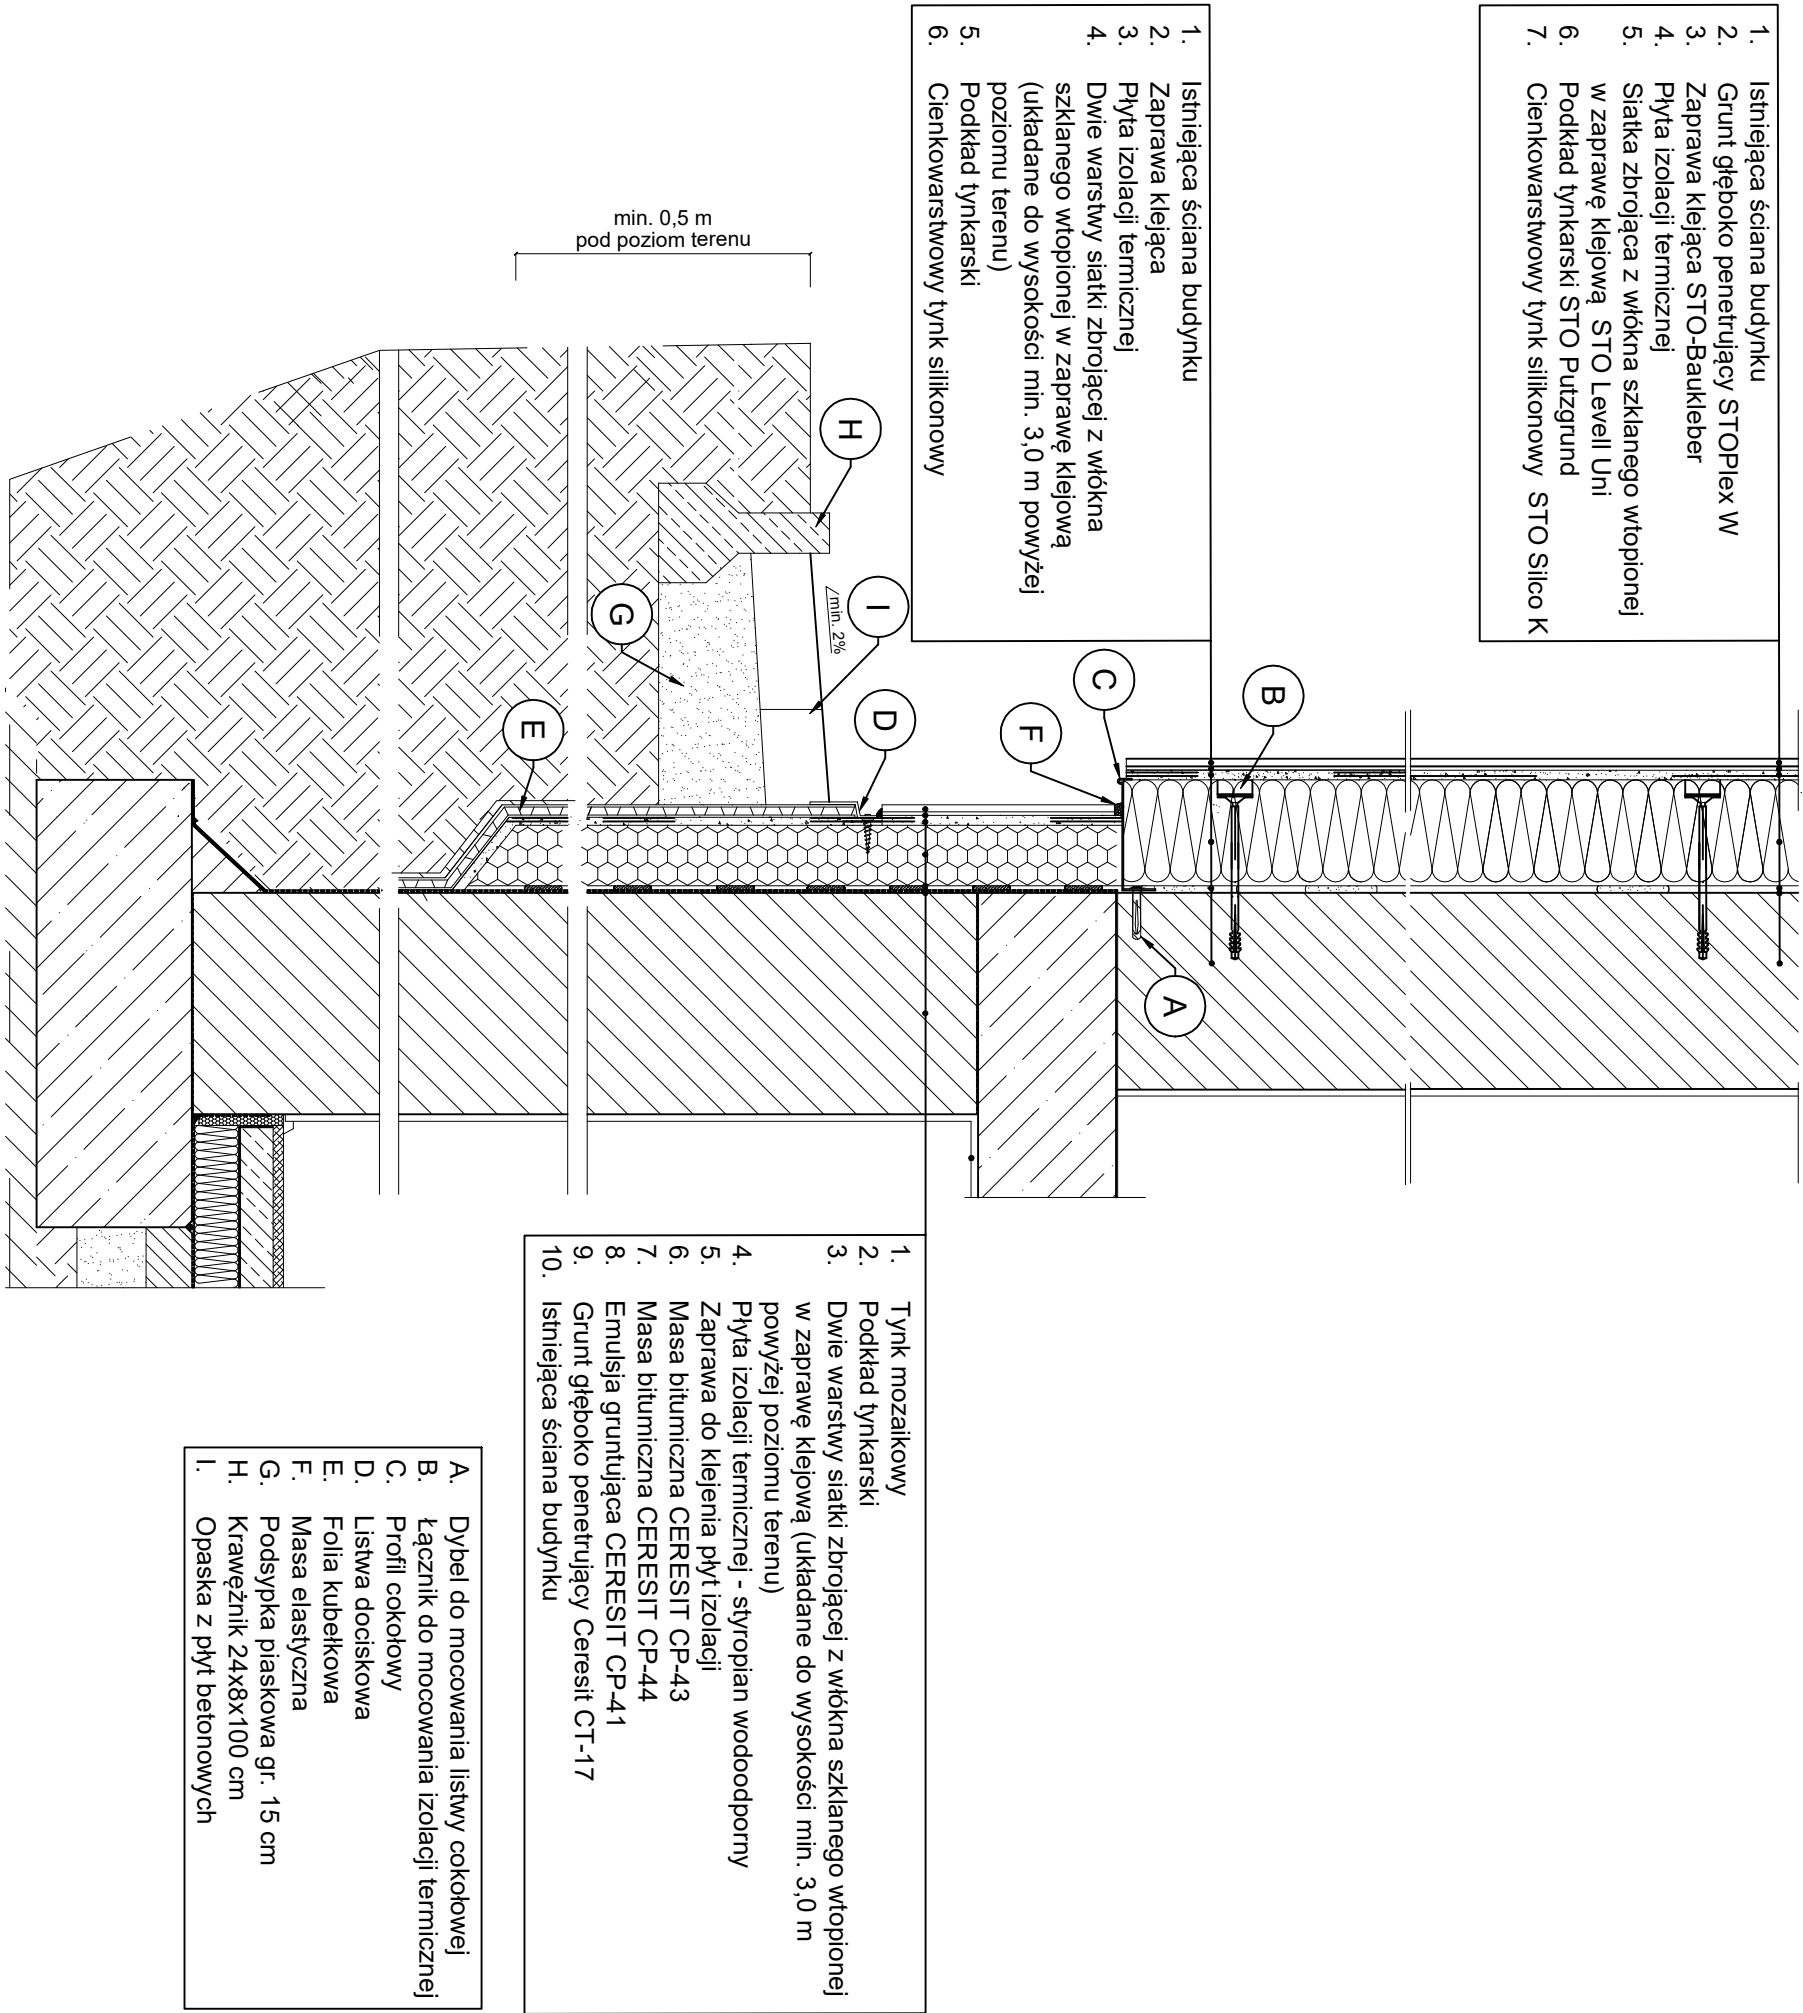 1. Istniejąca ściana budynku
2. Grunt głęboko penetrujący STOPlex W
3. Zaprawa klejąca STO-Baukleber
4. Płyta izolacji termicznej
5. Siatka zbrojąca z włókna szklanego wtopionej
w zaprawę klejową STO Levell Uni
6. Podkład tynkarski STO Putzgrund
7. Cienkowarstwowy tynk silikonowy STO Silco K
1. Istniejąca ściana budynku
2. Zaprawa klejąca
3. Płyta izolacji termicznej
4. Dwie warstwy siatki zbrojącej z włókna
szklanego wtopionej w zaprawę klejową
(układane do wysokości min. 3,0 m powyżej
poziomu terenu)
5. Podkład tynkarski
6. Cienkowarstwowy tynk silikonowy
min. 0,5 m
pod poziom terenu
min. 2%
B
C
F
A
D
I
H
G
E
1. Tynk mozaikowy
2. Podkład tynkarski
3. Dwie warstwy siatki zbrojącej z włókna szklanego wtopionej
w zaprawę klejową (układane do wysokości min. 3,0 m
powyżej poziomu terenu)
4. Płyta izolacji termicznej - styropian wodoodporny
5. Zaprawa do klejenia płyt izolacji
6. Masa bitumiczna CERESIT CP-43
7. Masa bitumiczna CERESIT CP-44
8. Emulsja gruntująca CERESIT CP-41
9. Grunt głęboko penetrujący Ceresit CT-17
10. Istniejąca ściana budynku
A. Dybel do mocowania listwy cokołowej
B. Łącznik do mocowania izolacji termicznej
C. Profil cokołowy
D. Listwa dociskowa
E. Folia kubełkowa
F. Masa elastyczna
G. Podsypka piaskowa gr. 15 cm
H. Krawężnik 24x8x100 cm
I. Opaska z płyt betonowych